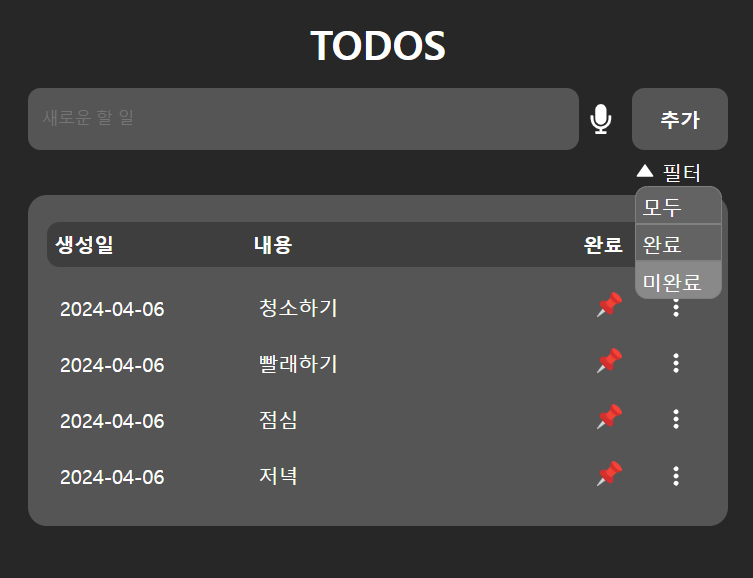 TODOS
새로운 할 일
추가
필터
모두
완료
미완료
생성일 내용 완료
2024-04-06 청소하기
2024-04-06 빨래하기
2024-04-06 점심
2024-04-06 저녁